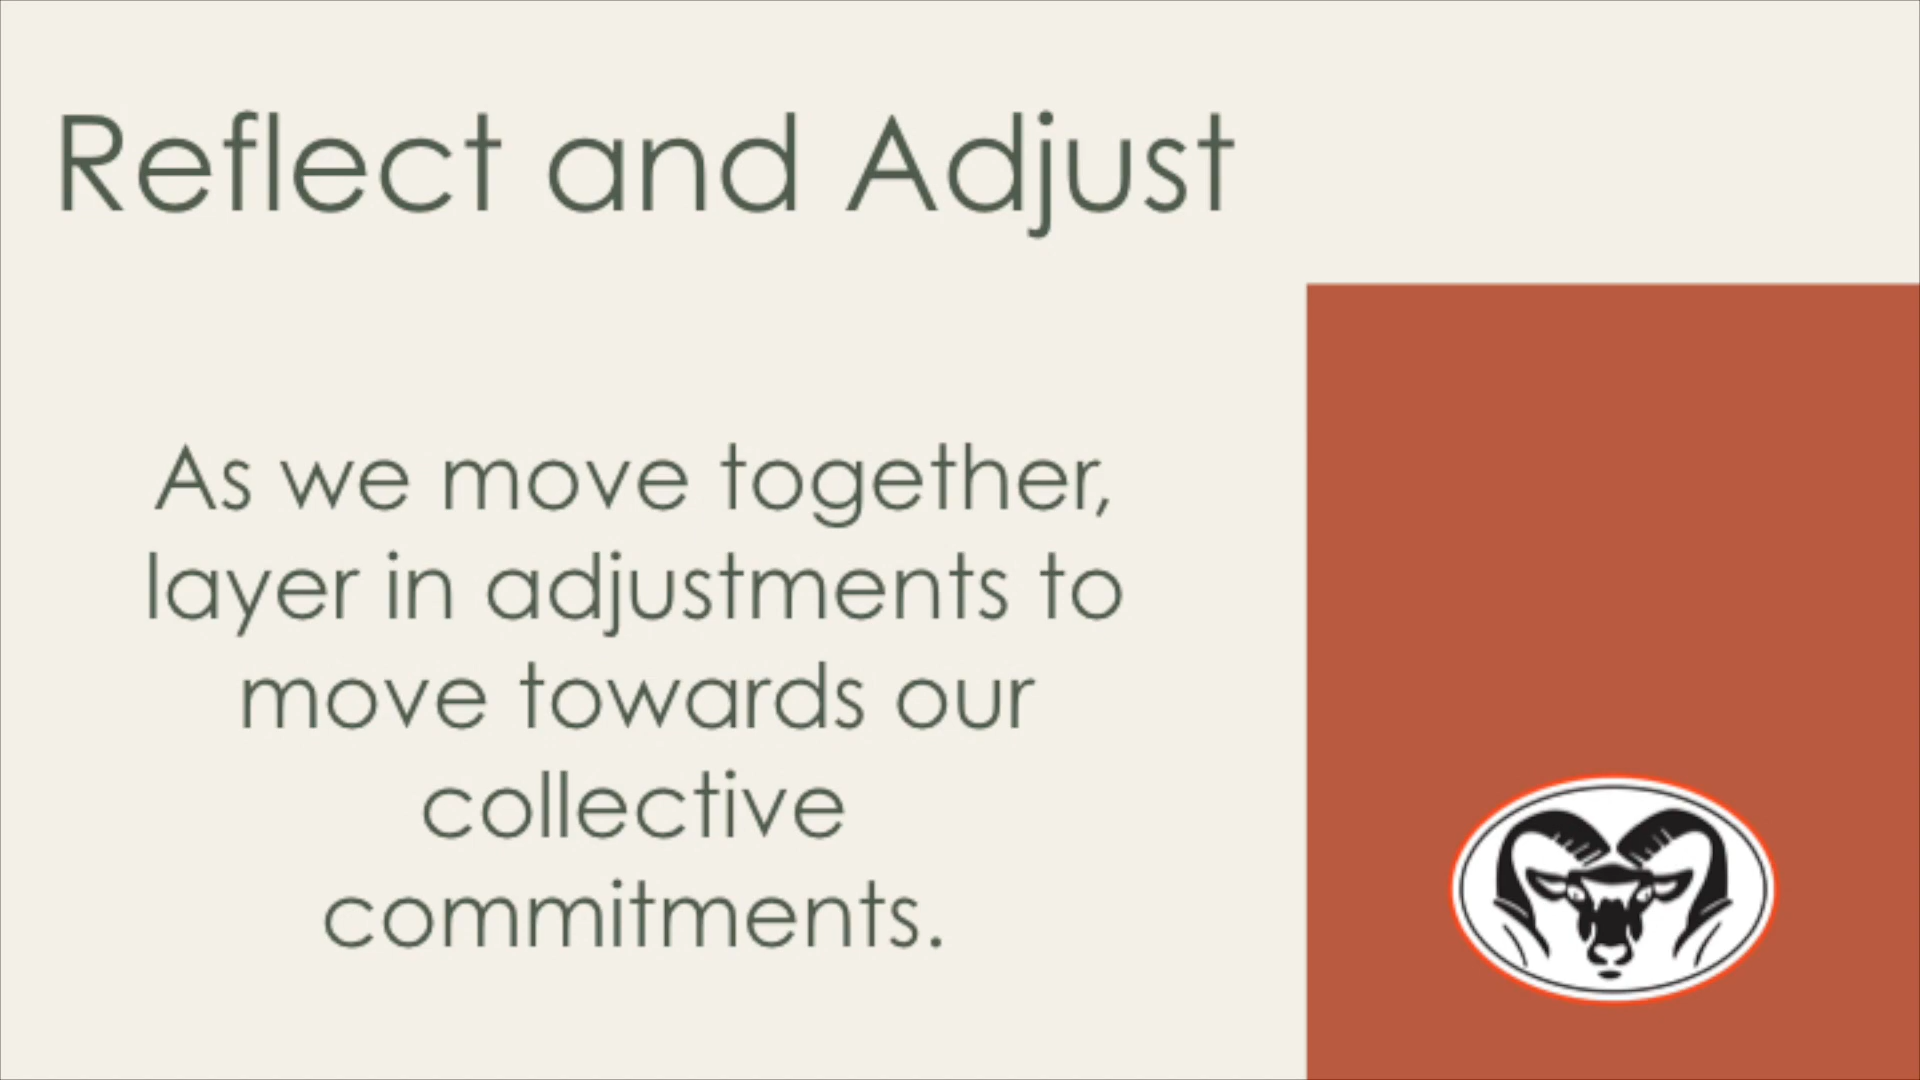 Reflect and Adjust
As we move together,
layer in adjustments to
move towards our
collective
commitments.